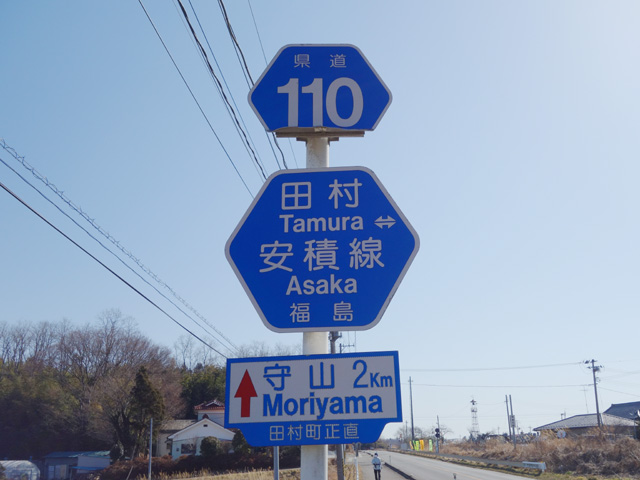 県道
110
田村
Tamura ⇔
安積線
Asaka
福島
守山 2Km
Moriyama
田村町正直